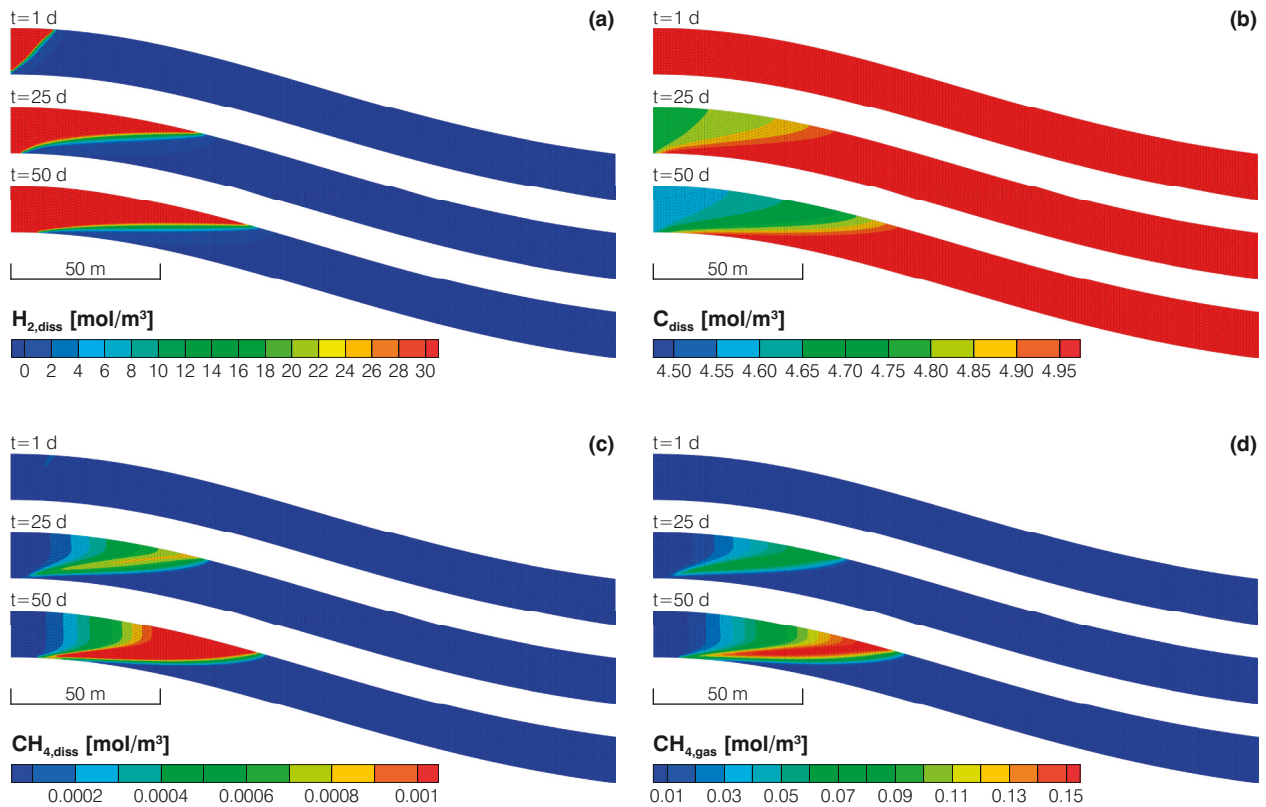 t=1 d
(a)
t=25 d
t=50 d
50 m
H2,diss [mol/m³]
0 2 4 6 8 10 12 14 16 18 20 22 24 26 28 30
t=1 d
(b)
t=25 d
t=50 d
50 m
Cdiss [mol/m³]
4.50 4.55 4.60 4.65 4.70 4.75 4.80 4.85 4.90 4.95
t=1 d
(c)
t=25 d
t=50 d
50 m
CH4,diss [mol/m³]
0.0002 0.0004 0.0006 0.0008 0.001
t=1 d
(d)
t=25 d
t=50 d
50 m
CH4,gas [mol/m³]
0.01 0.03 0.05 0.07 0.09 0.11 0.13 0.15